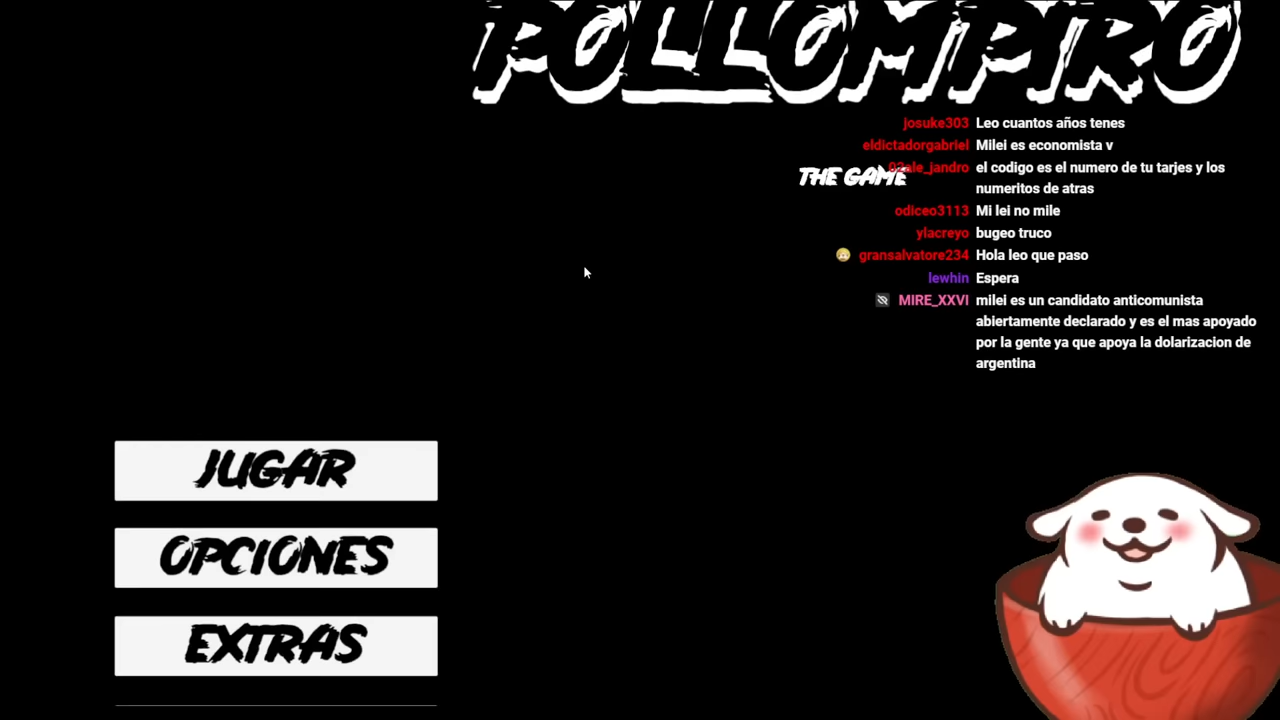 POLLOMPIRO
josuke303 Leo cuantos años tenes
eldictadorgabriel Milei es economista v
THE GAME
02ale_jandro el codigo es el numero de tu tarjes y los
numeritos de atras
odiceo3113 Mi lei no mile
ylacreyo bugeo truco
gransalvatore234 Hola leo que paso
lewhin Espera
MIRE_XXVI milei es un candidato anticomunista
abiertamente declarado y es el mas apoyado
por la gente ya que apoya la dolarizacion de
argentina
JUGAR
OPCIONES
EXTRAS